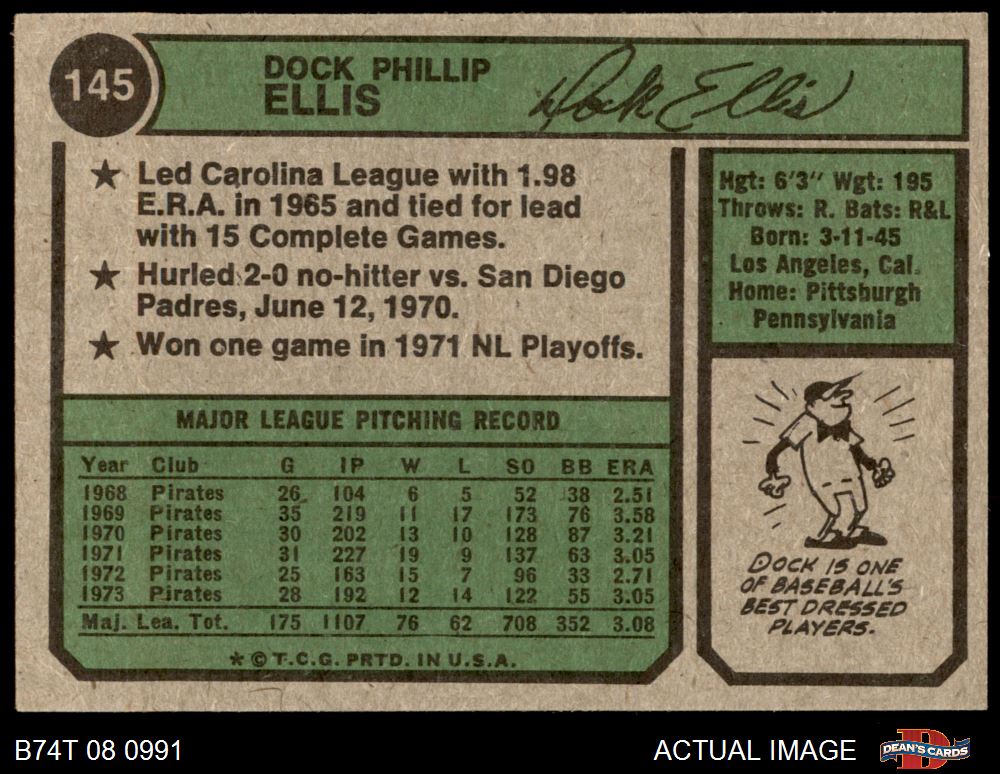 145
DOCK PHILLIP
ELLIS
Dock Ellis
★ Led Carolina League with 1.98
E.R.A. in 1965 and tied for lead
with 15 Complete Games.
★ Hurled 2-0 no-hitter vs. San Diego
Padres, June 12, 1970.
★ Won one game in 1971 NL Playoffs.
Hgt: 6'3" Wgt: 195
Throws: R. Bats: R&L
Born: 3-11-45
Los Angeles, Cal.
Home: Pittsburgh
Pennsylvania
MAJOR LEAGUE PITCHING RECORD
Year Club G IP W L SO BB ERA
1968 Pirates 26 104 6 5 52 38 2.51
1969 Pirates 35 219 11 17 173 76 3.58
1970 Pirates 30 202 13 10 128 87 3.21
1971 Pirates 31 227 19 9 137 63 3.05
1972 Pirates 25 163 15 7 96 33 2.71
1973 Pirates 28 192 12 14 122 55 3.05
Maj. Lea. Tot. 175 1107 76 62 708 352 3.08
★ © T.C.G. PRTD. IN U.S.A.
DOCK IS ONE
OF BASEBALL'S
BEST DRESSED
PLAYERS.
B74T 08 0991
ACTUAL IMAGE
DEAN'S CARDS